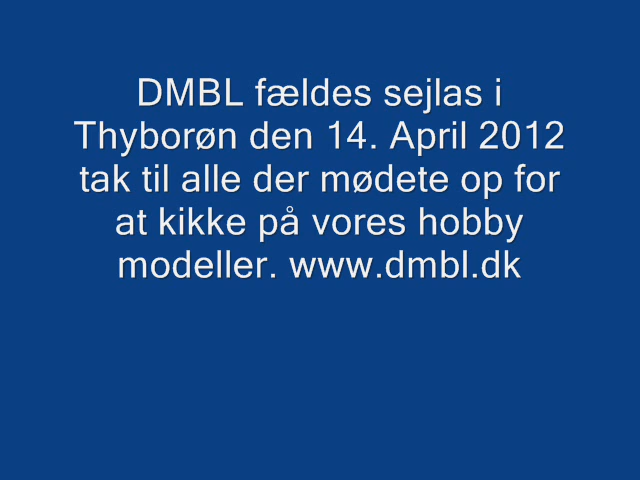 DMBL fældes sejlas i
Thyborøn den 14. April 2012
tak til alle der mødete op for
at kikke på vores hobby
modeller. www.dmbl.dk